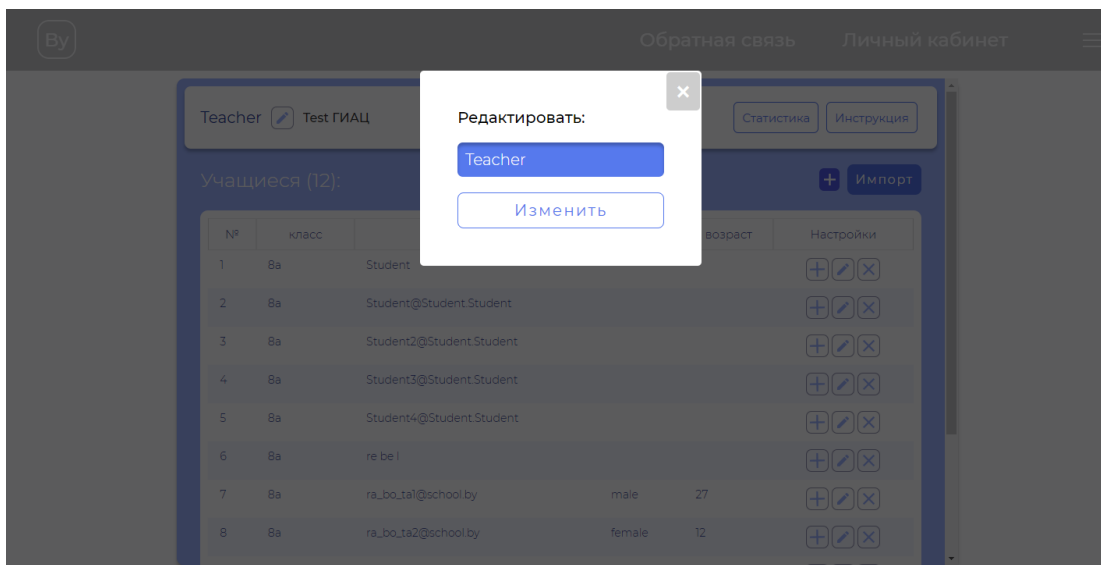 By Обратная связь Личный кабинет
Редактировать:
Teacher
Изменить
Teacher Test ГИАЦ Статистика Инструкция
Учащиеся (12): Импорт
№ класс возраст Настройки
1 8а Student
2 8а Student@Student.Student
3 8а Student2@Student.Student
4 8а Student3@Student.Student
5 8а Student4@Student.Student
6 8а re be l
7 8а ra_bo_ta1@school.by male 27
8 8а ra_bo_ta2@school.by female 12